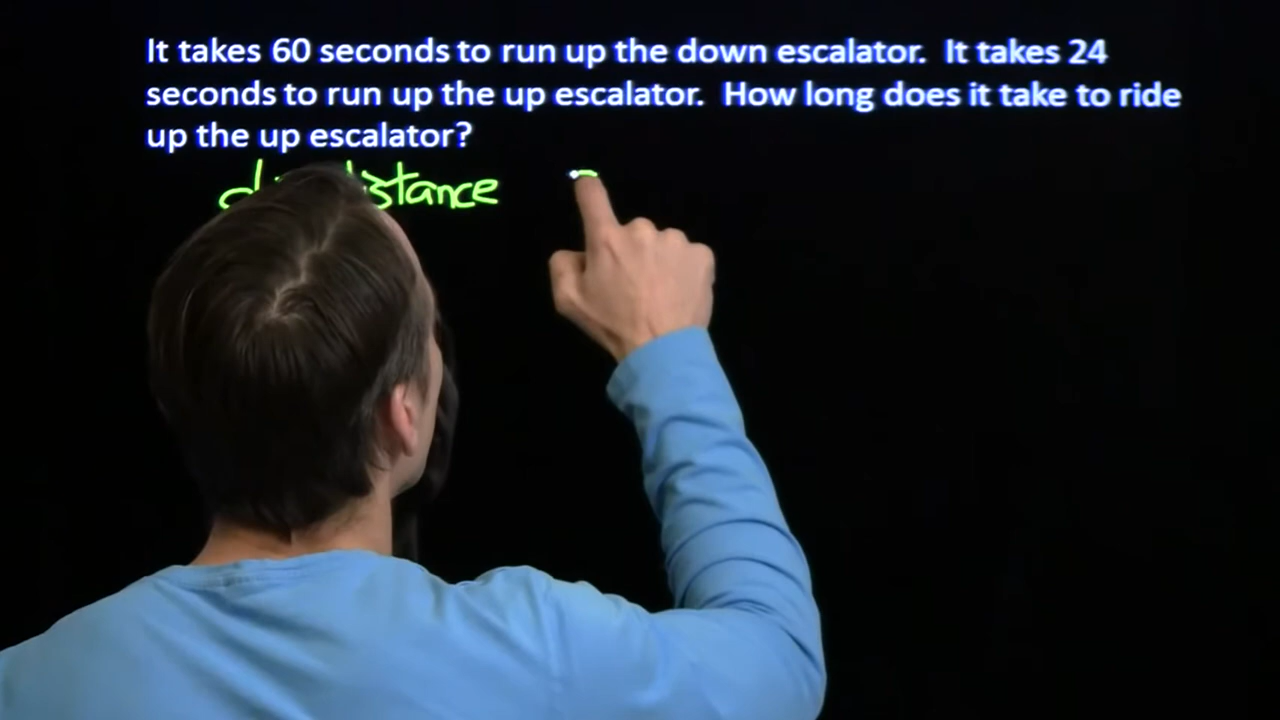 It takes 60 seconds to run up the down escalator. It takes 24
seconds to run up the up escalator. How long does it take to ride
up the up escalator?